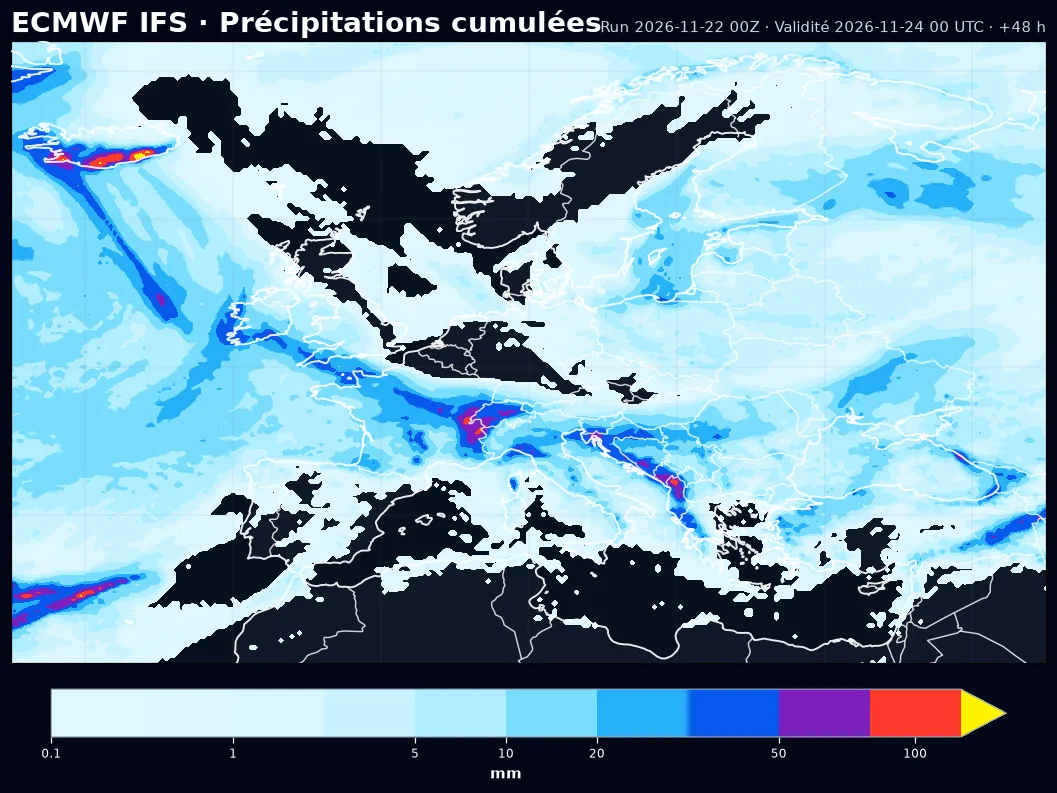 ECMWF IFS · Précipitations cumulées
Run 2026-11-22 00Z · Validité 2026-11-24 00 UTC · +48 h
0.1 1 5 10 20 50 100
mm